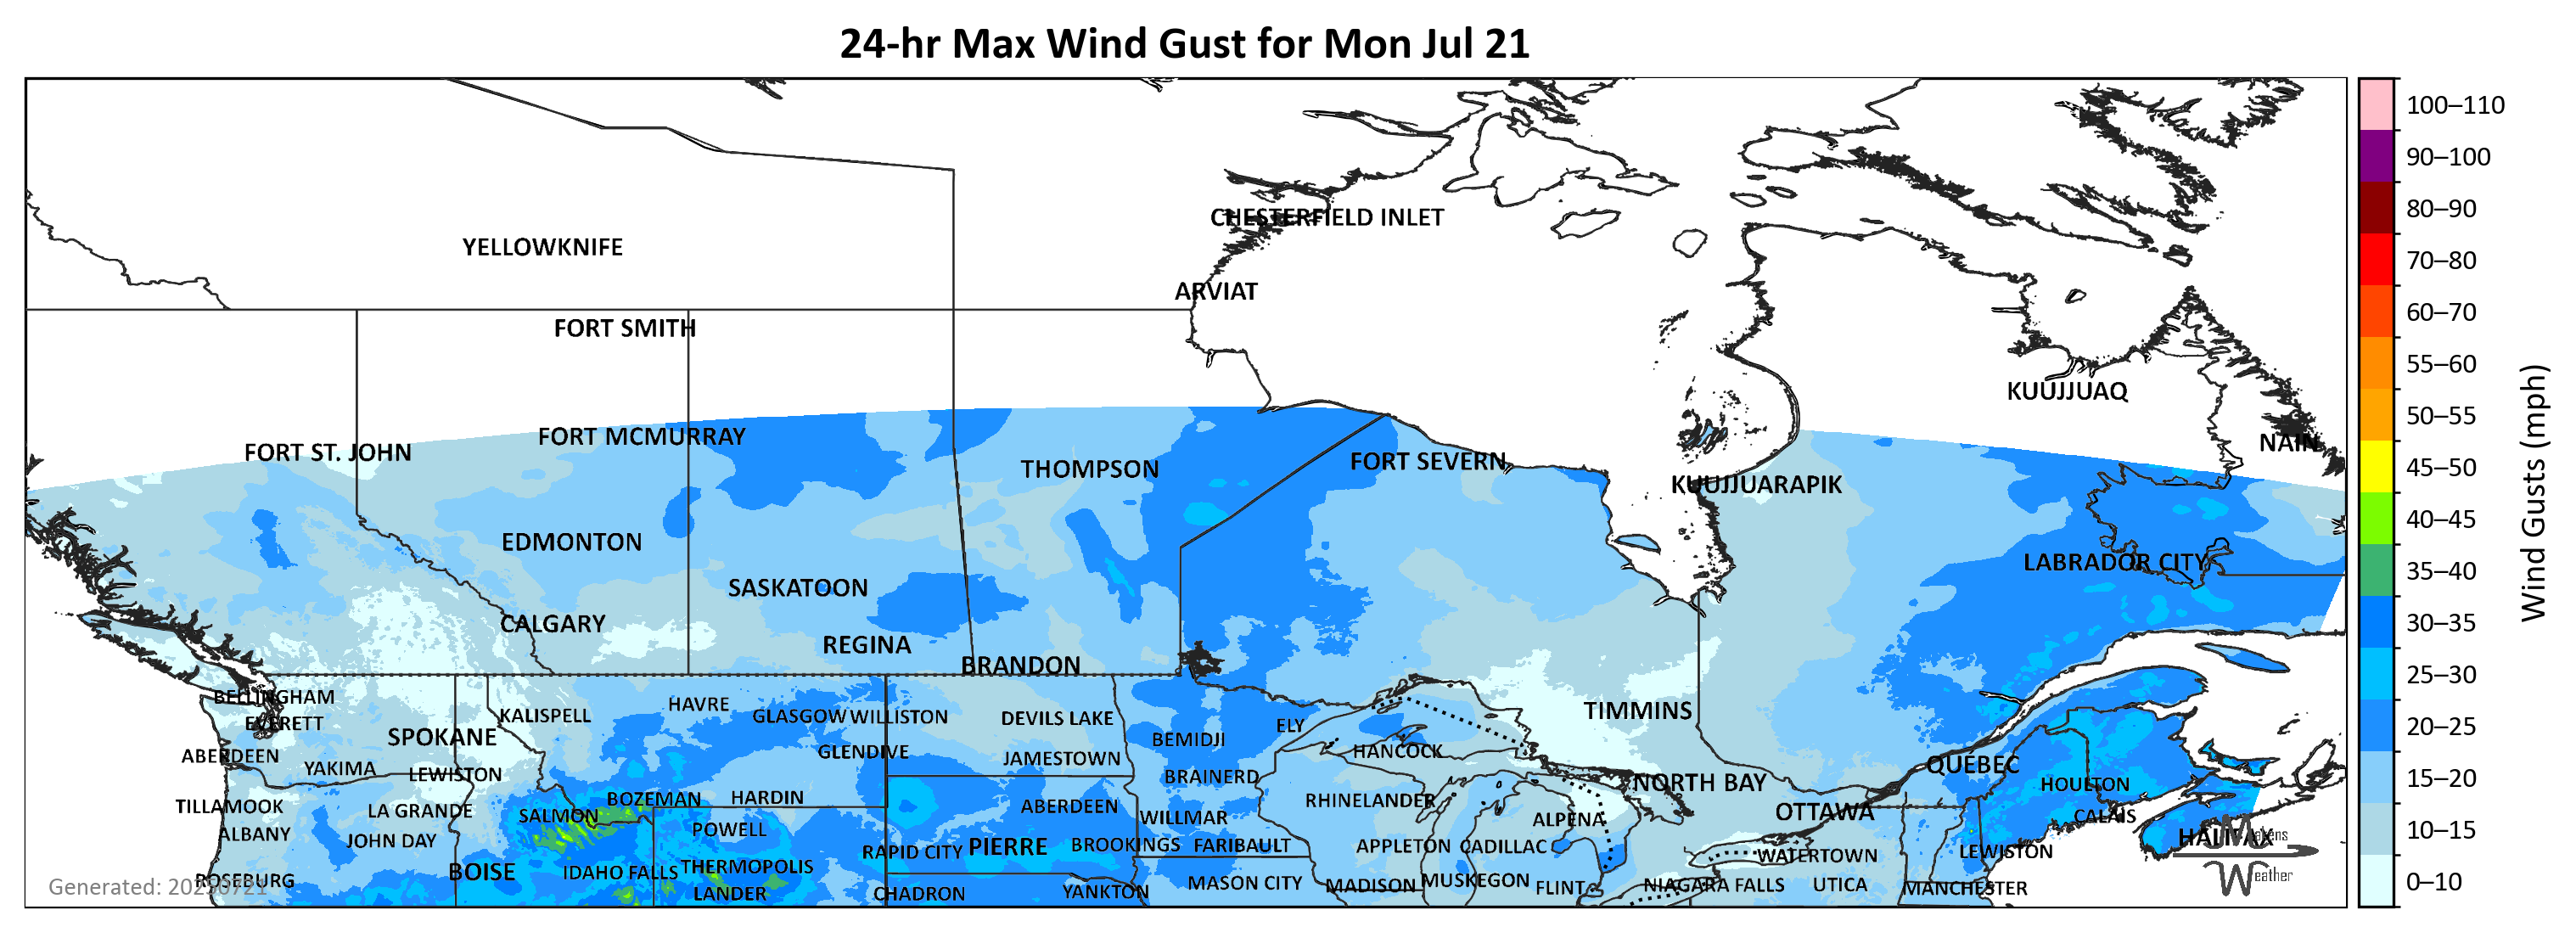 24-hr Max Wind Gust for Mon Jul 21
100–110
90–100
80–90
70–80
60–70
55–60
50–55
45–50
40–45
35–40
30–35
25–30
20–25
15–20
10–15
0–10
Wind Gusts (mph)
CHESTERFIELD INLET
YELLOWKNIFE
ARVIAT
FORT SMITH
KUUJJUAQ
FORT MCMURRAY
NAIN
FORT ST. JOHN
FORT SEVERN
THOMPSON
KUUJJUARAPIK
EDMONTON
LABRADOR CITY
SASKATOON
CALGARY
REGINA
BRANDON
BELLINGHAM
HAVRE
TIMMINS
KALISPELL
GLASGOW WILLISTON
DEVILS LAKE
EVERETT
ELY
SPOKANE
BEMIDJI
GLENDIVE
HANCOCK
ABERDEEN
JAMESTOWN
QUÉBEC
YAKIMA
LEWISTON
BRAINERD
NORTH BAY
HOULTON
BOZEMAN
HARDIN
RHINELANDER
TILLAMOOK
ABERDEEN
LA GRANDE
OTTAWA
SALMON
WILLMAR
ALPENA
CALAIS
POWELL
ALBANY
HALIFAX
Makens
JOHN DAY
PIERRE
BROOKINGS
FARIBAULT
APPLETON
CADILLAC
RAPID CITY
LEWISTON
WATERTOWN
THERMOPOLIS
BOISE
IDAHO FALLS
Weather
ROSEBURG
MUSKEGON
MASON CITY
MADISON
NIAGARA FALLS
UTICA
Generated: 20250721
FLINT
MANCHESTER
YANKTON
LANDER
CHADRON